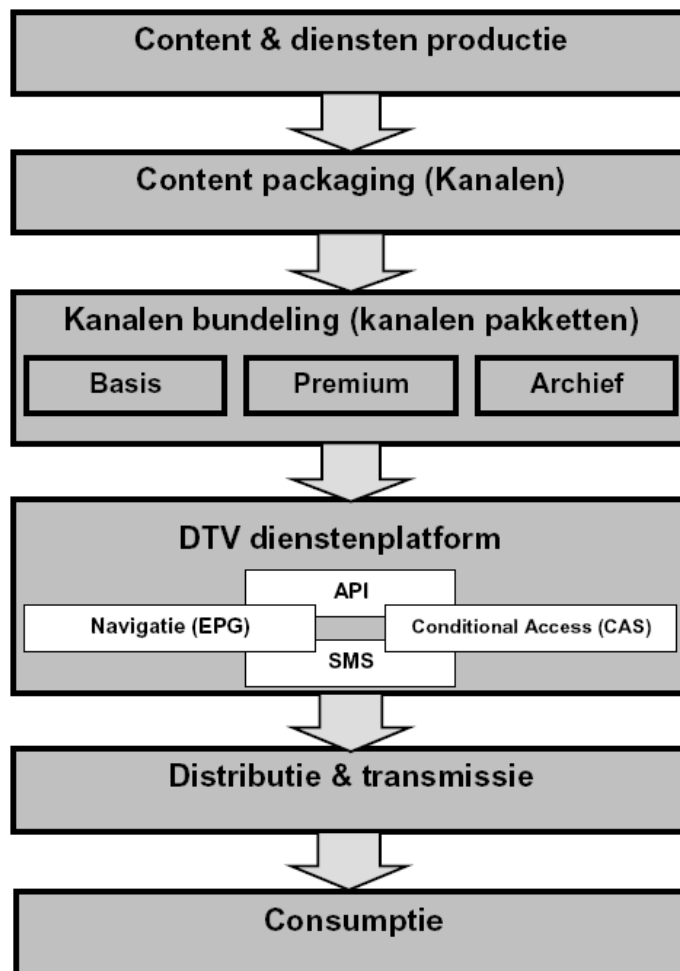 Content & diensten productie
Content packaging (Kanalen)
Kanalen bundeling (kanalen pakketten)
Basis
Premium
Archief
DTV dienstenplatform
API
Navigatie (EPG)
Conditional Access (CAS)
SMS
Distributie & transmissie
Consumptie